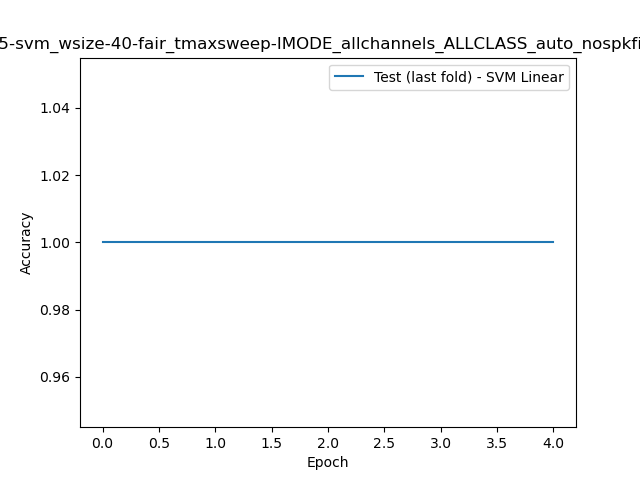 5-svm_wsize-40-fair_tmaxsweep-IMODE_allchannels_ALLCLASS_auto_nospkfi
Test (last fold) - SVM Linear
1.04
1.02
1.00
0.98
0.96
Accuracy
0.0 0.5 1.0 1.5 2.0 2.5 3.0 3.5 4.0
Epoch